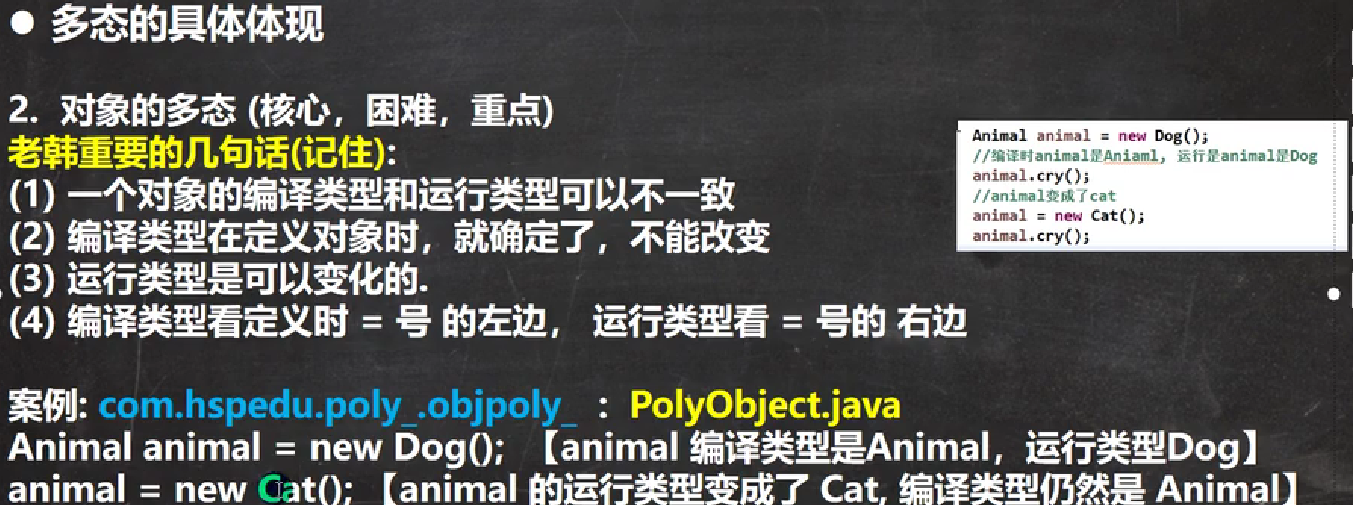 ● 多态的具体体现
2. 对象的多态 (核心，困难，重点)
老韩重要的几句话(记住):
(1) 一个对象的编译类型和运行类型可以不一致
(2) 编译类型在定义对象时，就确定了，不能改变
(3) 运行类型是可以变化的.
(4) 编译类型看定义时 = 号 的左边， 运行类型看 = 号的 右边
案例: com.hspedu.poly_.objpoly_ : PolyObject.java
Animal animal = new Dog(); 【animal 编译类型是Animal，运行类型Dog】
animal = new Cat(); 【animal 的运行类型变成了 Cat, 编译类型仍然是 Animal】
Animal animal = new Dog();
//编译时animal是Aniaml, 运行是animal是Dog
animal.cry();
//animal变成了cat
animal = new Cat();
animal.cry();